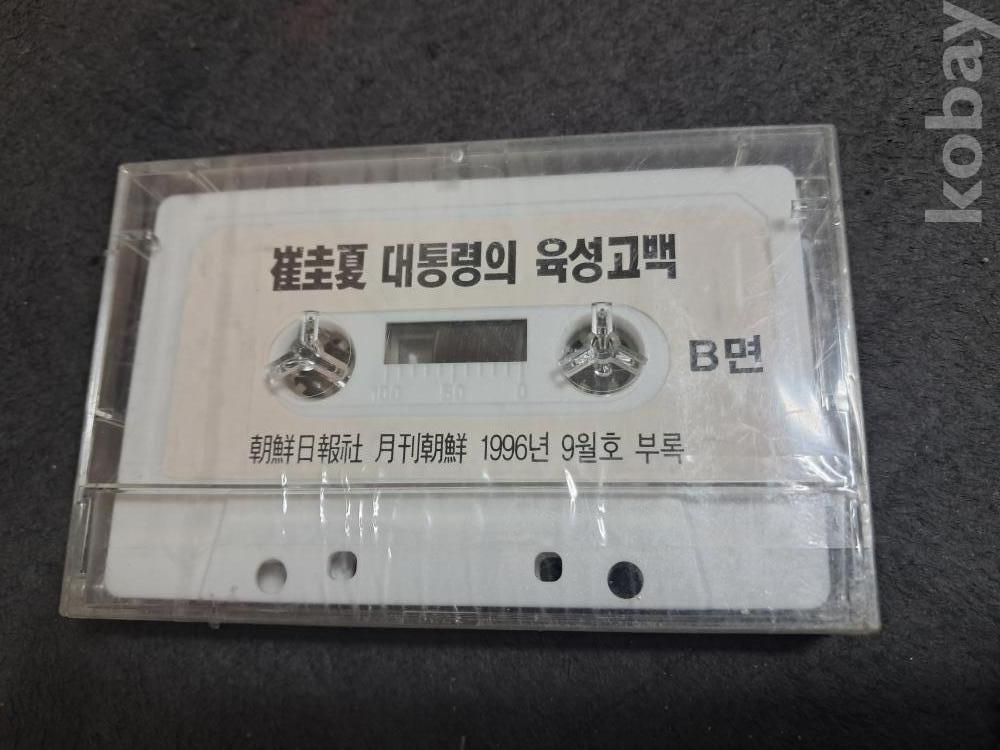 崔圭夏 대통령의 육성고백
B면
100 50 0
朝鮮日報社 月刊朝鮮 1996년 9월호 부록
kobay